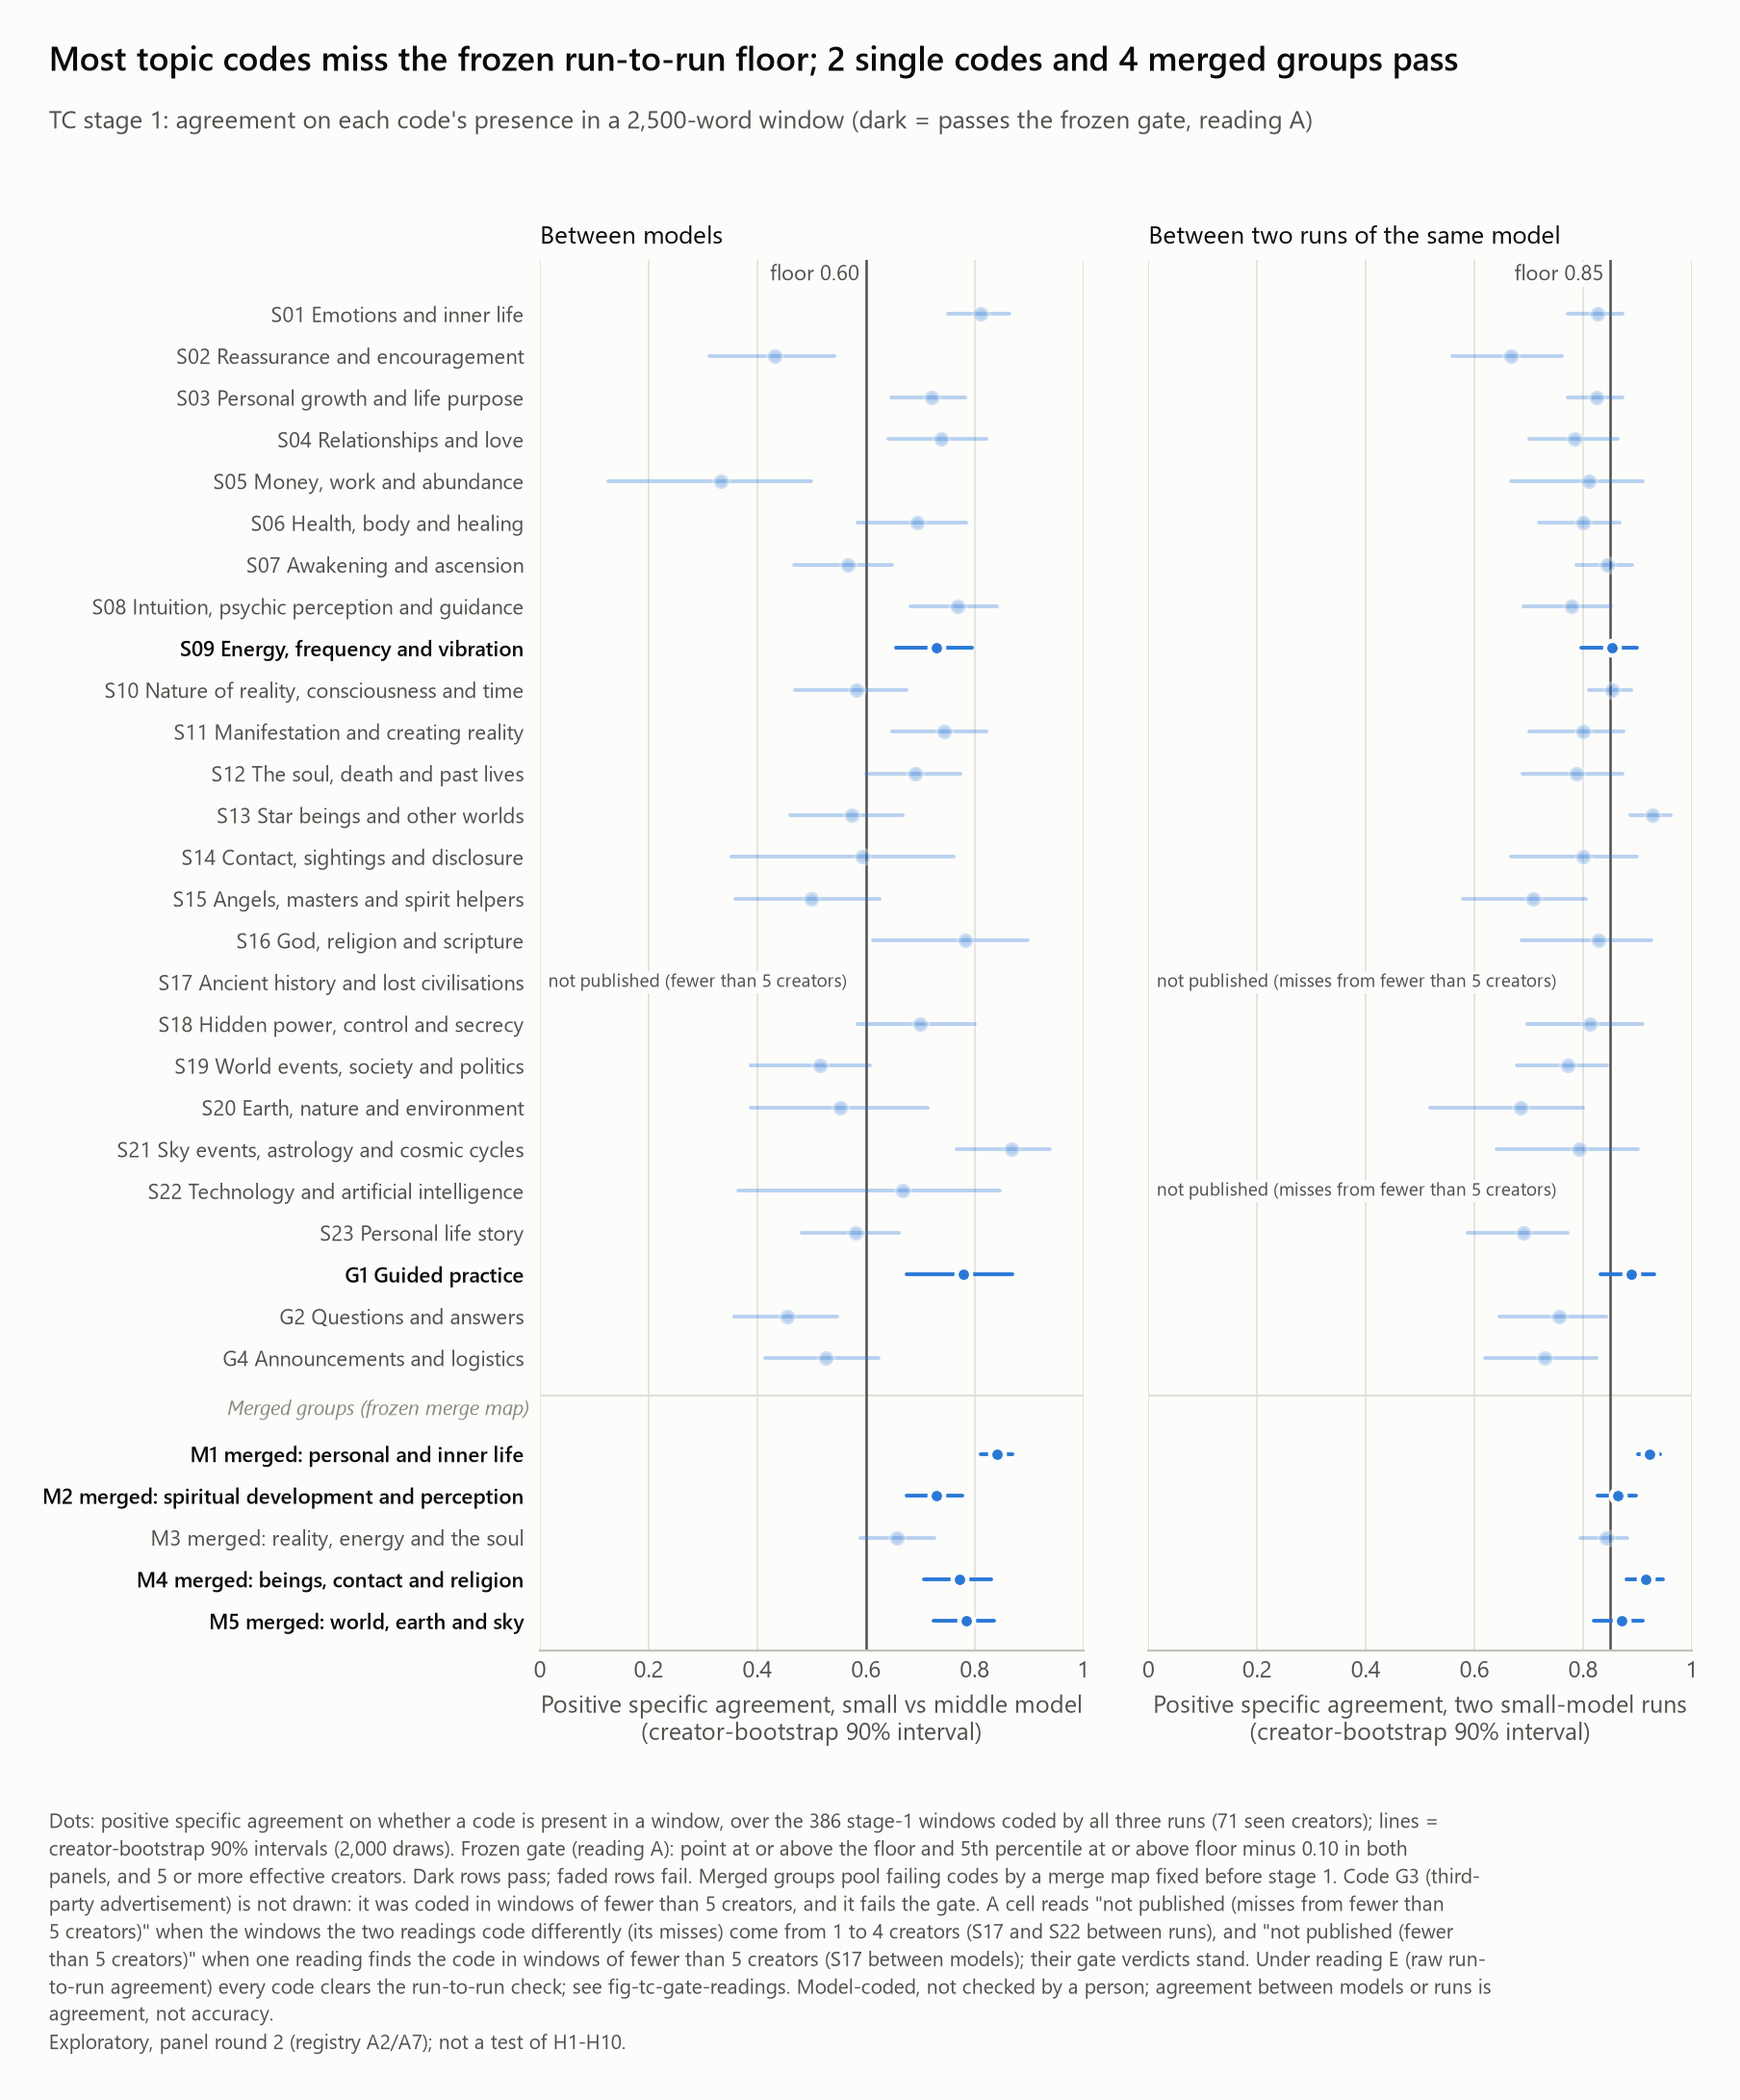 Most topic codes miss the frozen run-to-run floor; 2 single codes and 4 merged groups pass
TC stage 1: agreement on each code's presence in a 2,500-word window (dark = passes the frozen gate, reading A)
Between models
Between two runs of the same model
floor 0.60
floor 0.85
S01 Emotions and inner life
S02 Reassurance and encouragement
S03 Personal growth and life purpose
S04 Relationships and love
S05 Money, work and abundance
S06 Health, body and healing
S07 Awakening and ascension
S08 Intuition, psychic perception and guidance
S09 Energy, frequency and vibration
S10 Nature of reality, consciousness and time
S11 Manifestation and creating reality
S12 The soul, death and past lives
S13 Star beings and other worlds
S14 Contact, sightings and disclosure
S15 Angels, masters and spirit helpers
S16 God, religion and scripture
S17 Ancient history and lost civilisations
not published (fewer than 5 creators)
not published (misses from fewer than 5 creators)
S18 Hidden power, control and secrecy
S19 World events, society and politics
S20 Earth, nature and environment
S21 Sky events, astrology and cosmic cycles
S22 Technology and artificial intelligence
not published (misses from fewer than 5 creators)
S23 Personal life story
G1 Guided practice
G2 Questions and answers
G4 Announcements and logistics
Merged groups (frozen merge map)
M1 merged: personal and inner life
M2 merged: spiritual development and perception
M3 merged: reality, energy and the soul
M4 merged: beings, contact and religion
M5 merged: world, earth and sky
0 0.2 0.4 0.6 0.8 1
0 0.2 0.4 0.6 0.8 1
Positive specific agreement, small vs middle model
(creator-bootstrap 90% interval)
Positive specific agreement, two small-model runs
(creator-bootstrap 90% interval)
Dots: positive specific agreement on whether a code is present in a window, over the 386 stage-1 windows coded by all three runs (71 seen creators); lines =
creator-bootstrap 90% intervals (2,000 draws). Frozen gate (reading A): point at or above the floor and 5th percentile at or above floor minus 0.10 in both
panels, and 5 or more effective creators. Dark rows pass; faded rows fail. Merged groups pool failing codes by a merge map fixed before stage 1. Code G3 (third-
party advertisement) is not drawn: it was coded in windows of fewer than 5 creators, and it fails the gate. A cell reads "not published (misses from fewer than
5 creators)" when the windows the two readings code differently (its misses) come from 1 to 4 creators (S17 and S22 between runs), and "not published (fewer
than 5 creators)" when one reading finds the code in windows of fewer than 5 creators (S17 between models); their gate verdicts stand. Under reading E (raw run-
to-run agreement) every code clears the run-to-run check; see fig-tc-gate-readings. Model-coded, not checked by a person; agreement between models or runs is
agreement, not accuracy.
Exploratory, panel round 2 (registry A2/A7); not a test of H1-H10.